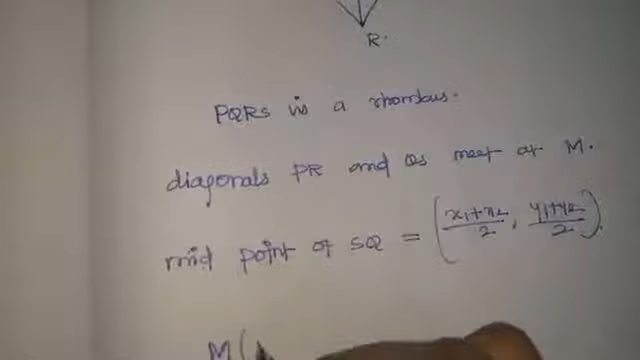 R.
PQRS is a rhombus.
diagonals PR and QS meet at M.
mid point of SQ = (x₁+x₂/2, y₁+y₂/2).
M(